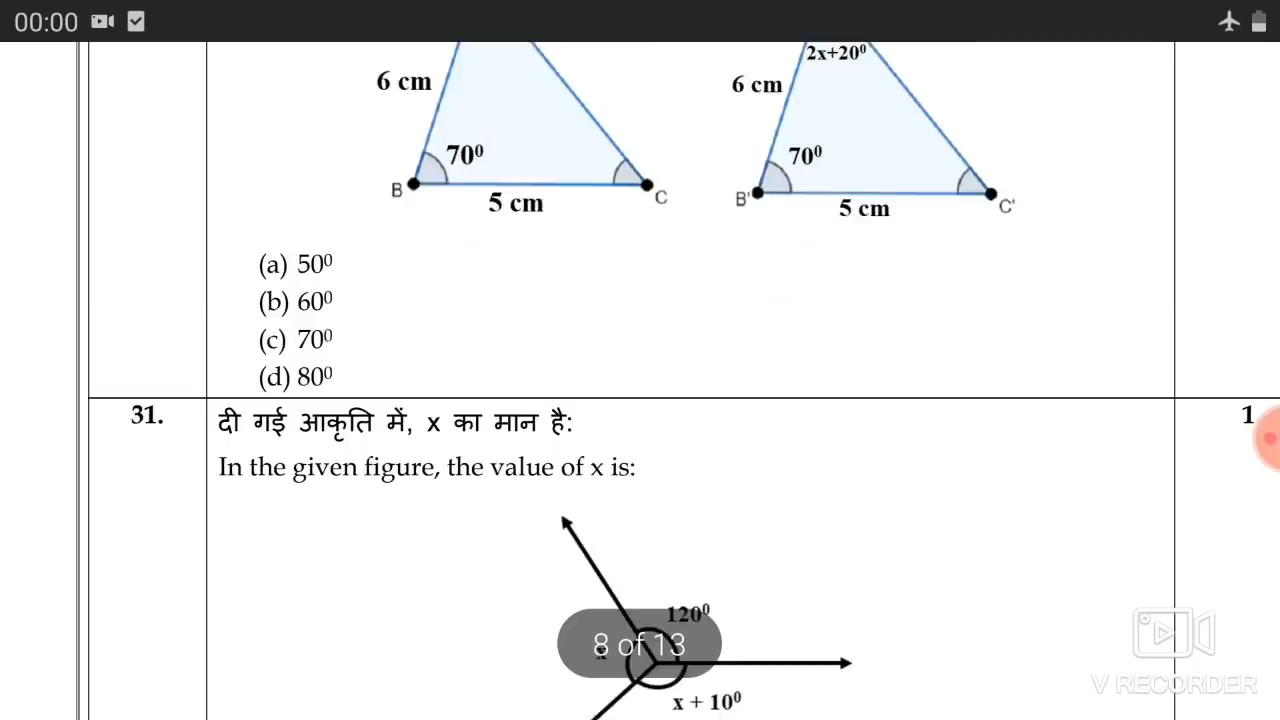 00:00
2x+20⁰
6 cm
6 cm
70⁰
70⁰
B
5 cm
C
B'
5 cm
C'
(a) 50⁰
(b) 60⁰
(c) 70⁰
(d) 80⁰
31.
दी गई आकृति में, x का मान है:
1
In the given figure, the value of x is:
120⁰
8 of 13
x
x + 10⁰
V RECORDER